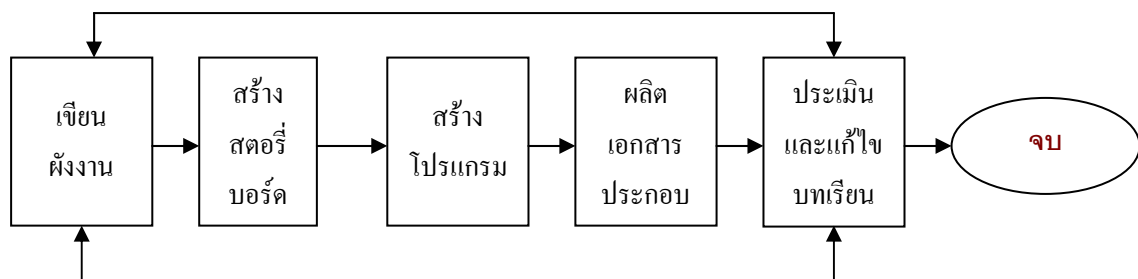 เขียน
ผังงาน
สร้าง
สตอรี่
บอร์ด
สร้าง
โปรแกรม
ผลิต
เอกสาร
ประกอบ
ประเมิน
และแก้ไข
บทเรียน
จบ